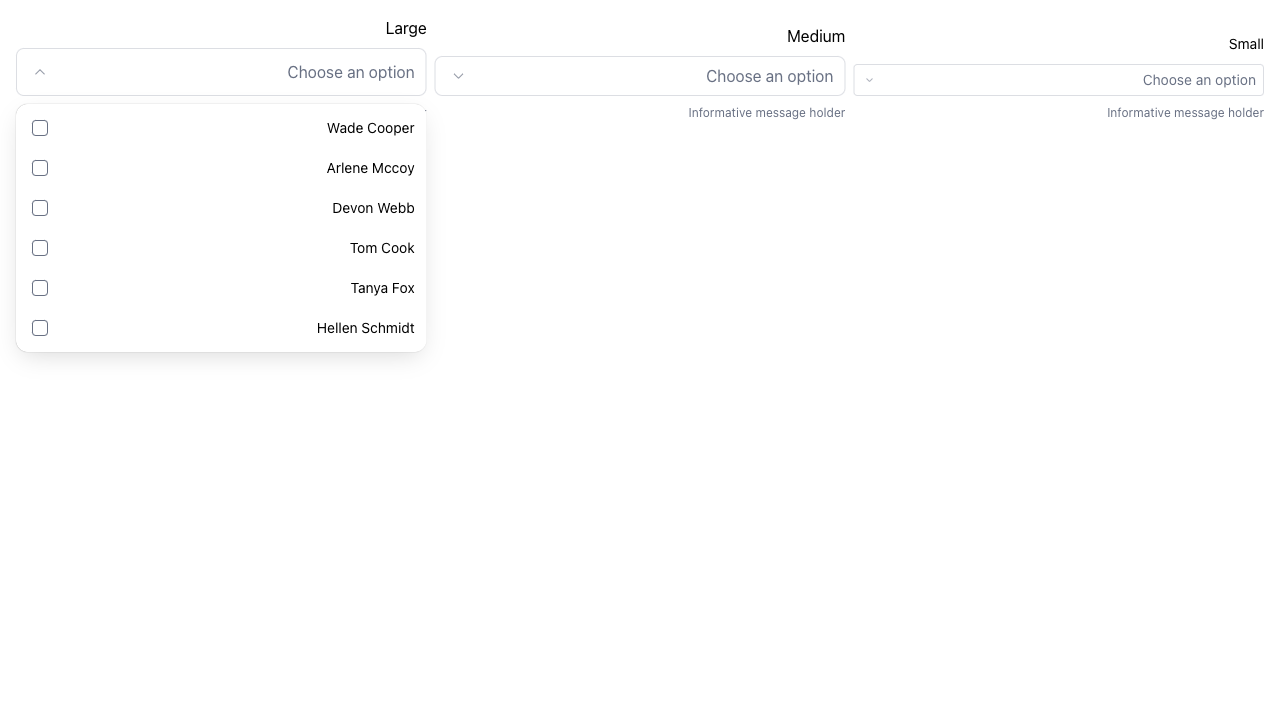 Large
Choose an option
Wade Cooper
Arlene Mccoy
Devon Webb
Tom Cook
Tanya Fox
Hellen Schmidt
Medium
Choose an option
Informative message holder
Small
Choose an option
Informative message holder